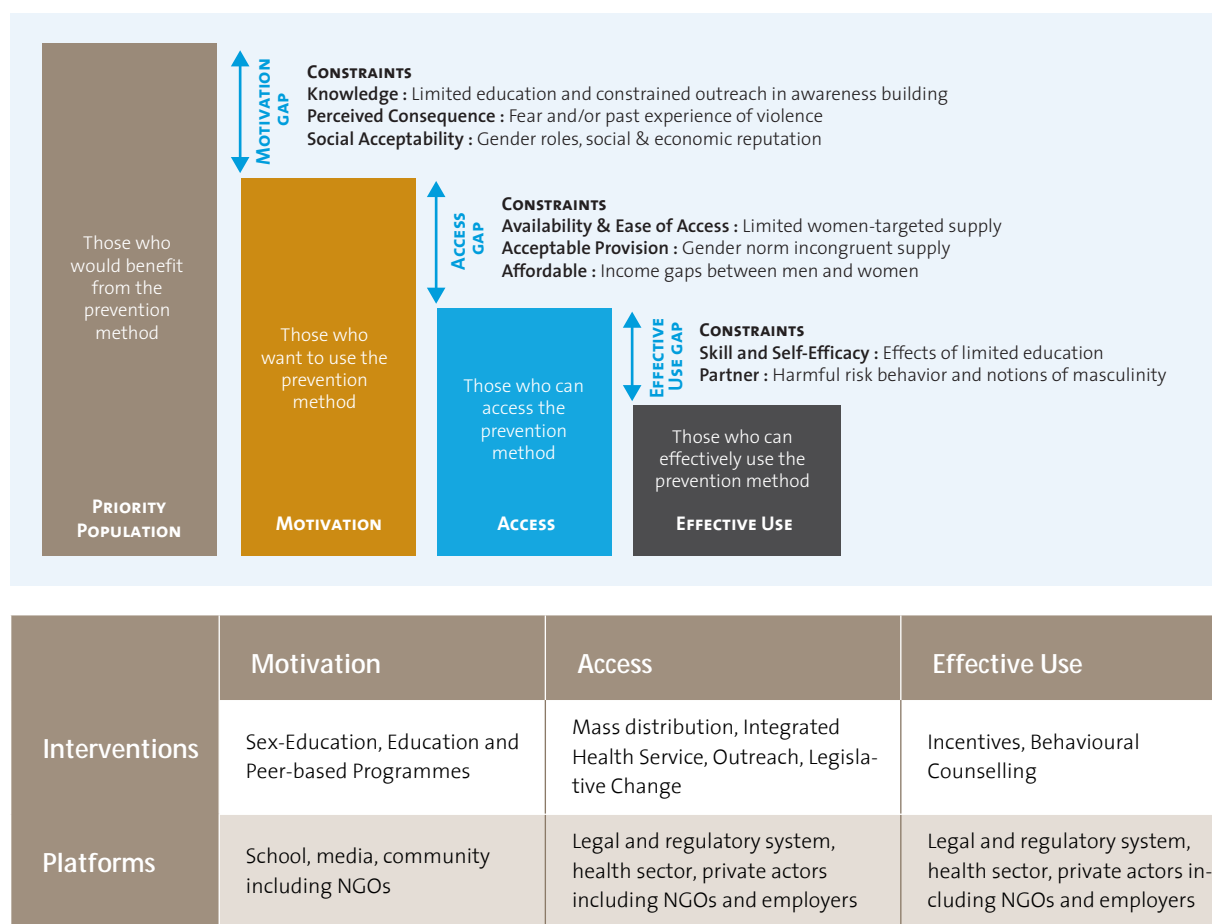 MOTIVATION
GAP
CONSTRAINTS
Knowledge : Limited education and constrained outreach in awareness building
Perceived Consequence : Fear and/or past experience of violence
Social Acceptability : Gender roles, social & economic reputation
ACCESS
GAP
CONSTRAINTS
Availability & Ease of Access : Limited women-targeted supply
Acceptable Provision : Gender norm incongruent supply
Affordable : Income gaps between men and women
EFFECTIVE
USE GAP
CONSTRAINTS
Skill and Self-Efficacy : Effects of limited education
Partner : Harmful risk behavior and notions of masculinity
Those who
would benefit
from the
prevention
method
PRIORITY
POPULATION
Those who
want to use the
prevention
method
MOTIVATION
Those who can
access the
prevention
method
ACCESS
Those who can
effectively use the
prevention method
EFFECTIVE USE
Motivation
Access
Effective Use
Interventions
Sex-Education, Education and
Peer-based Programmes
Mass distribution, Integrated
Health Service, Outreach, Legisla-
tive Change
Incentives, Behavioural
Counselling
Platforms
School, media, community
including NGOs
Legal and regulatory system,
health sector, private actors
including NGOs and employers
Legal and regulatory system,
health sector, private actors in-
cluding NGOs and employers